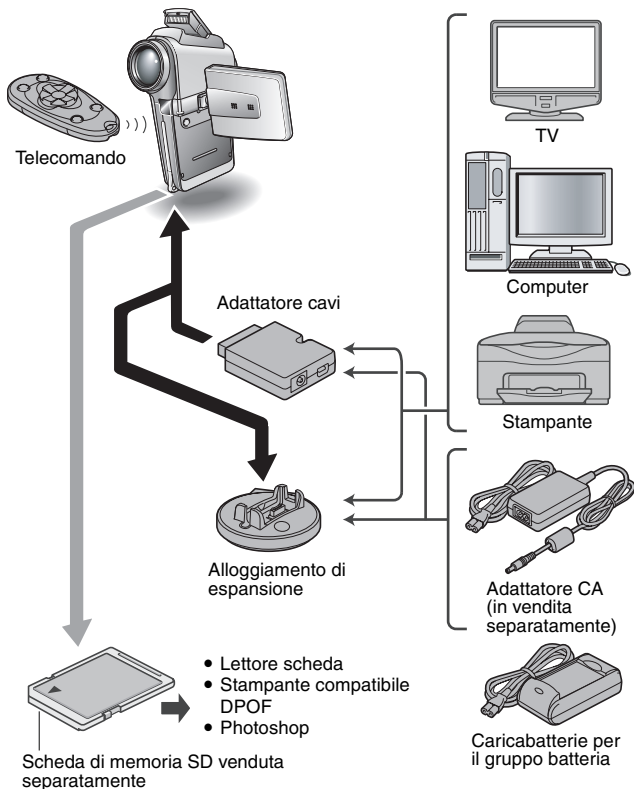 Telecomando
TV
Computer
Adattatore cavi
Stampante
Alloggiamento di
espansione
Adattatore CA
(in vendita
separatamente)
• Lettore scheda
• Stampante compatibile
DPOF
• Photoshop
Caricabatterie per
il gruppo batteria
Scheda di memoria SD venduta
separatamente